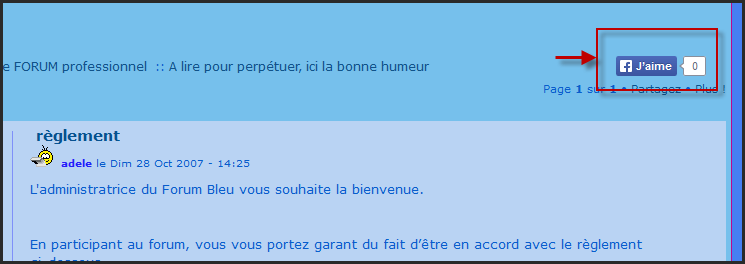 e FORUM professionnel :: A lire pour perpétuer, ici la bonne humeur
J'aime 0
Page 1 sur 1 • Partagez • Plus !
règlement
adele le Dim 28 Oct 2007 - 14:25
L'administratrice du Forum Bleu vous souhaite la bienvenue.
En participant au forum, vous vous portez garant du fait d’être en accord avec le règlement